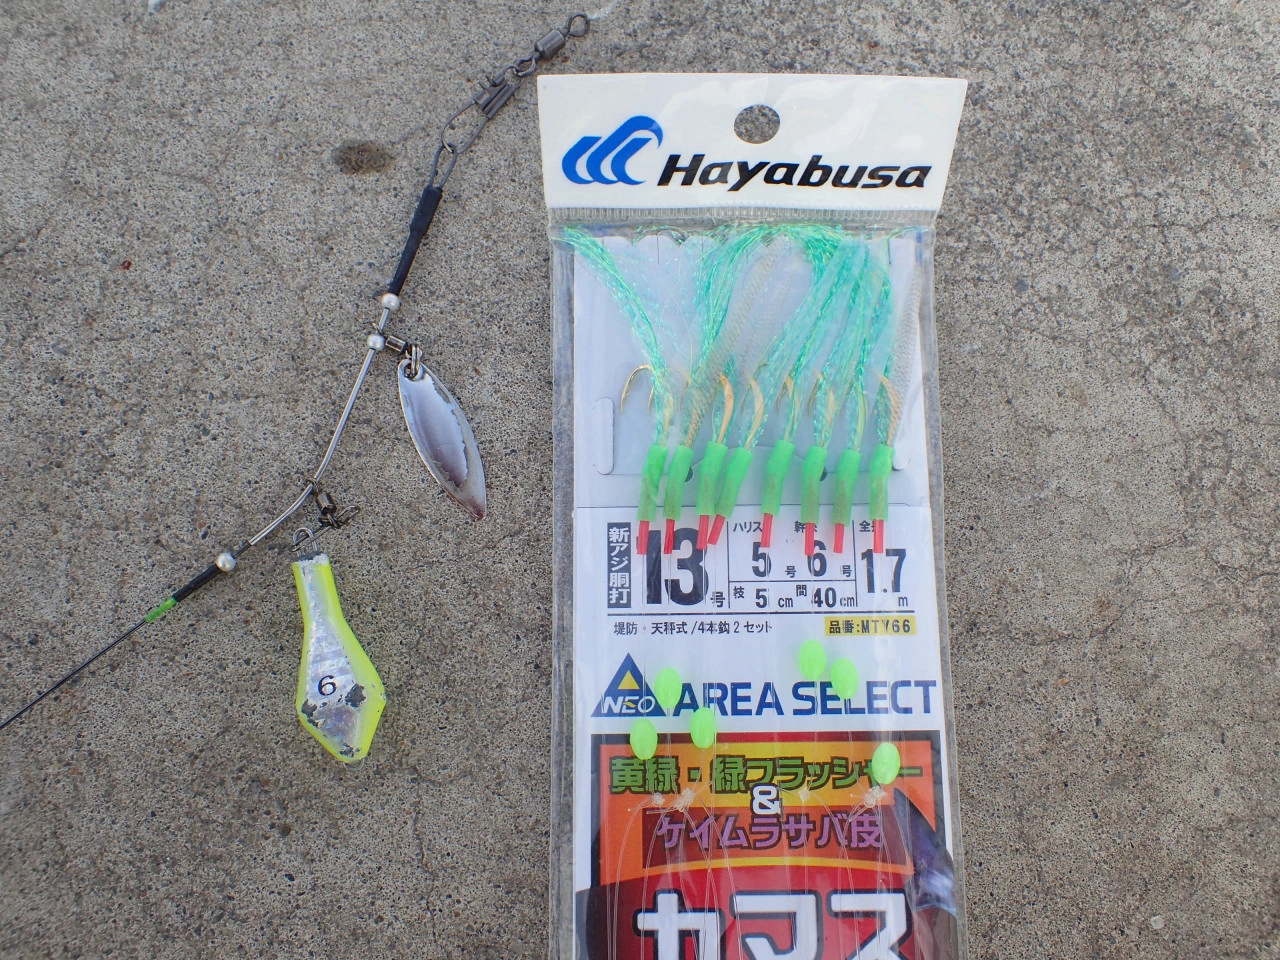 Hayabusa
新アジ胴打 13号
ハリス 5号
幹糸 6号
全長 1.7m
枝 5cm
間 40cm
堤防・天秤式/4本鈎2セット
品番:MTY66
NEO AREA SELECT
黄緑・緑フラッシャー
&
ケイムラサバ皮
カマス
6